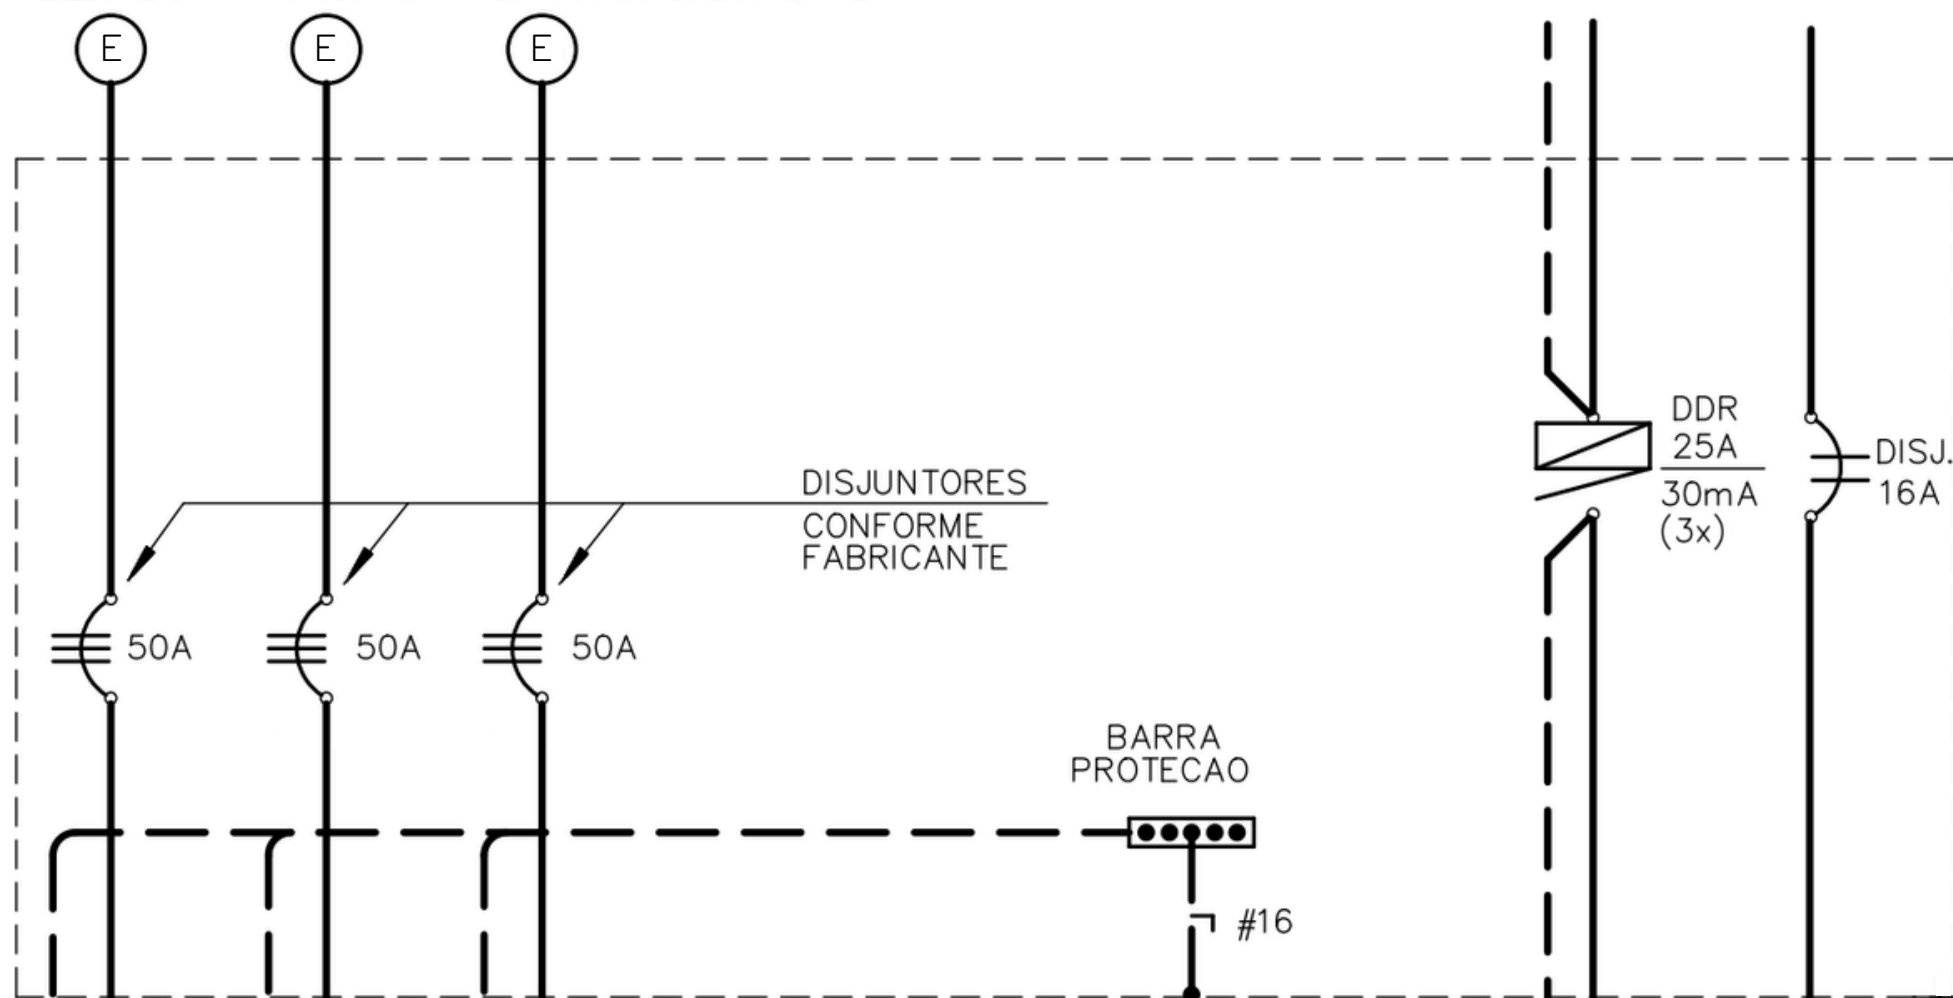 E E E
DDR
25A
30mA
(3x)
DISJ.
16A
DISJUNTORES
CONFORME
FABRICANTE
50A 50A 50A
BARRA
PROTECAO
#16